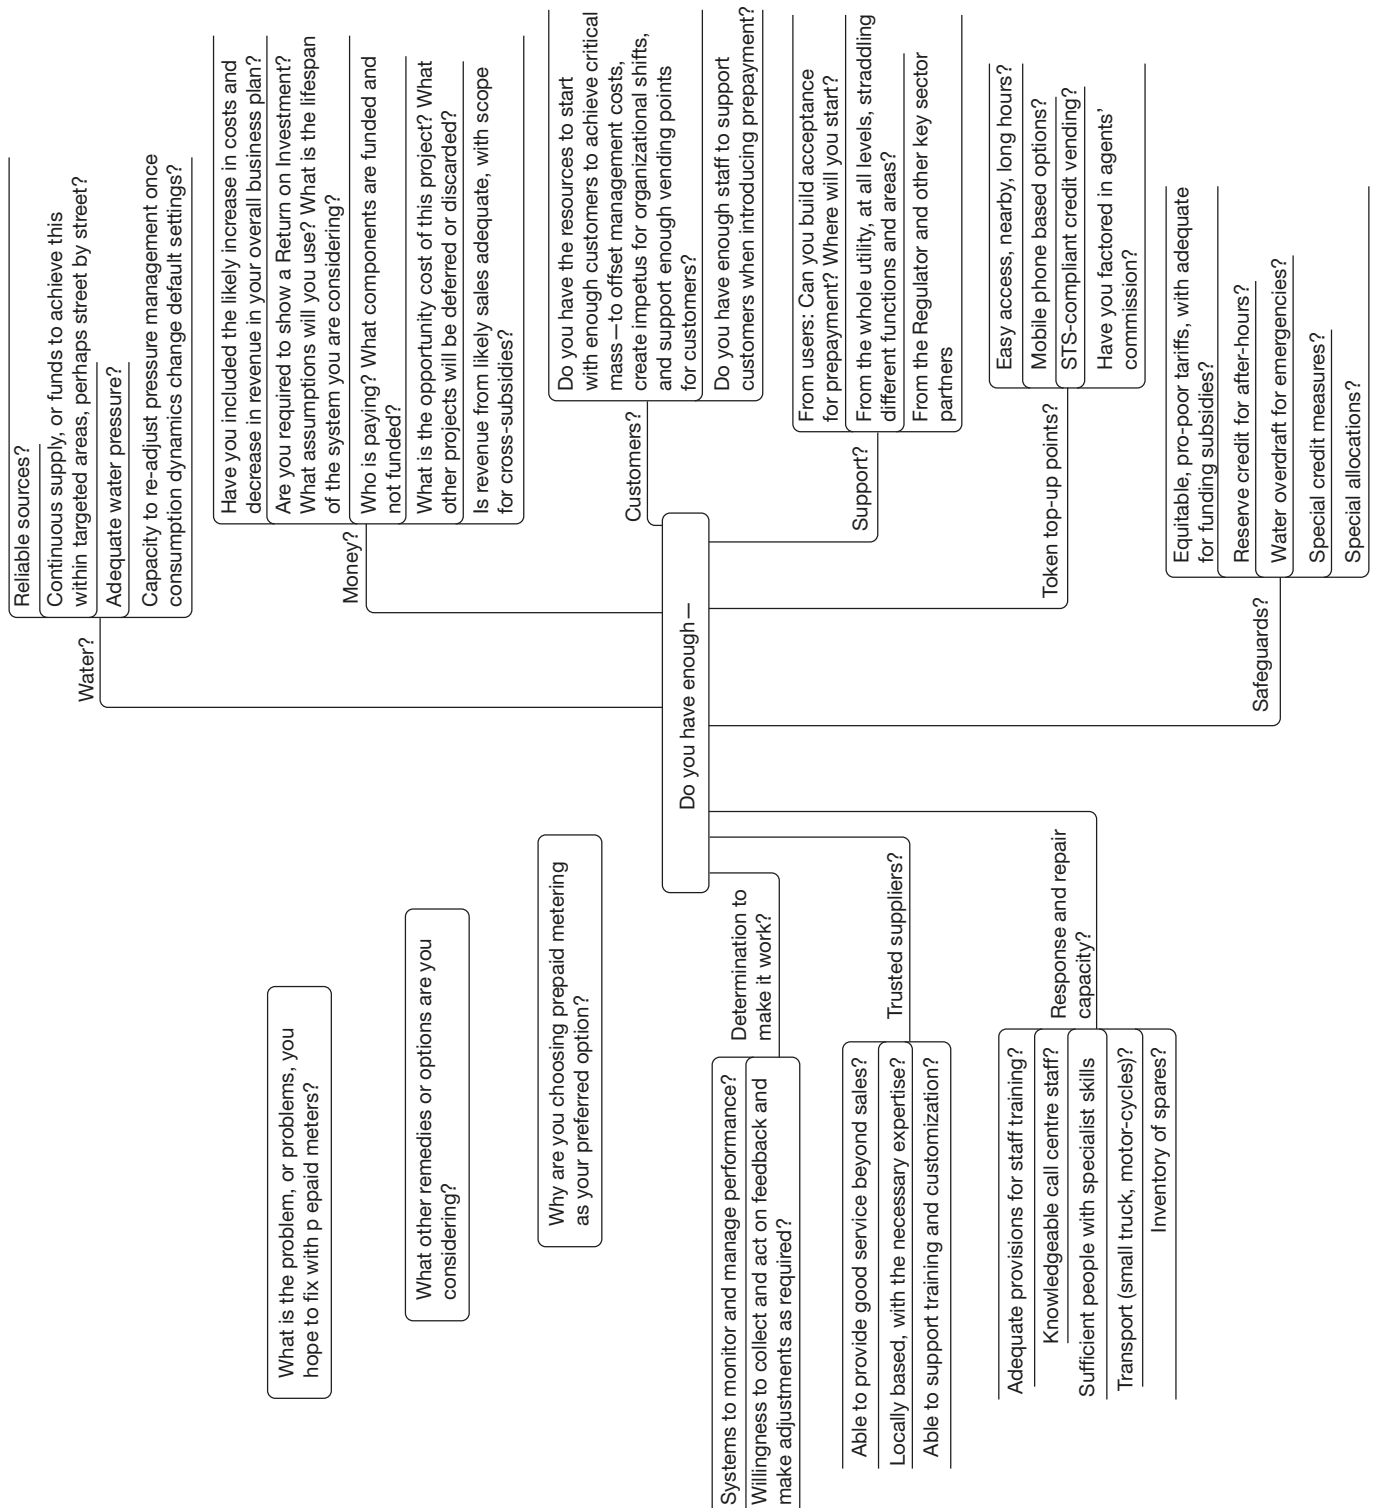 What is the problem, or problems, you
hope to fix with p epaid meters?
What other remedies or options are you
considering?
Why are you choosing prepaid metering
as your preferred option?
Do you have enough—
Water?
Reliable sources?
Continuous supply, or funds to achieve this
within targeted areas, perhaps street by street?
Adequate water pressure?
Capacity to re-adjust pressure management once
consumption dynamics change default settings?
Money?
Have you included the likely increase in costs and
decrease in revenue in your overall business plan?
Are you required to show a Return on Investment?
What assumptions will you use? What is the lifespan
of the system you are considering?
Who is paying? What components are funded and
not funded?
What is the opportunity cost of this project? What
other projects will be deferred or discarded?
Is revenue from likely sales adequate, with scope
for cross-subsidies?
Customers?
Do you have the resources to start
with enough customers to achieve critical
mass—to offset management costs,
create impetus for organizational shifts,
and support enough vending points
for customers?
Do you have enough staff to support
customers when introducing prepayment?
Support?
From users: Can you build acceptance
for prepayment? Where will you start?
From the whole utility, at all levels, straddling
different functions and areas?
From the Regulator and other key sector
partners
Token top-up points?
Easy access, nearby, long hours?
Mobile phone based options?
STS-compliant credit vending?
Have you factored in agents'
commission?
Safeguards?
Equitable, pro-poor tariffs, with adequate
for funding subsidies?
Reserve credit for after-hours?
Water overdraft for emergencies?
Special credit measures?
Special allocations?
Determination to
make it work?
Systems to monitor and manage performance?
Willingness to collect and act on feedback and
make adjustments as required?
Trusted suppliers?
Able to provide good service beyond sales?
Locally based, with the necessary expertise?
Able to support training and customization?
Response and repair
capacity?
Adequate provisions for staff training?
Knowledgeable call centre staff?
Sufficient people with specialist skills
Transport (small truck, motor-cycles)?
Inventory of spares?